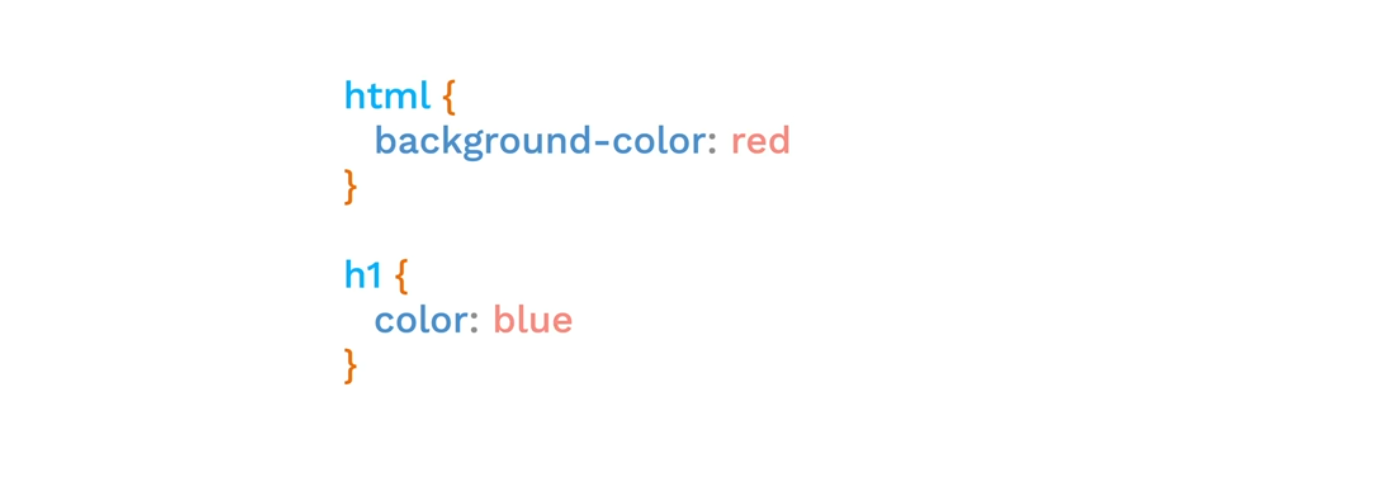 html {
background-color: red
}
h1 {
color: blue
}